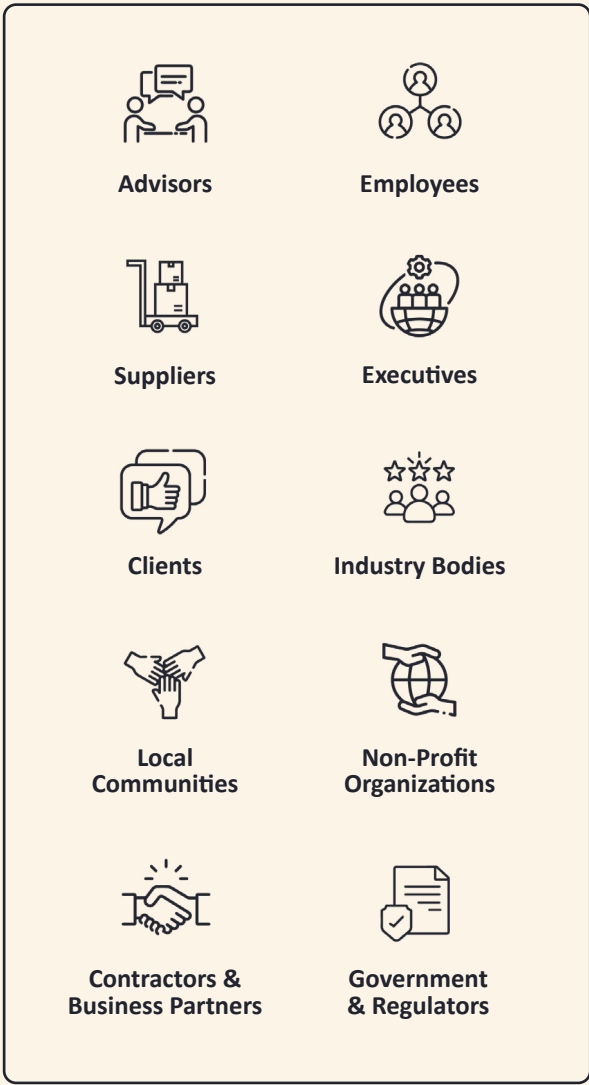 Advisors
Employees
Suppliers
Executives
Clients
Industry Bodies
Local
Communities
Non-Profit
Organizations
Contractors &
Business Partners
Government
& Regulators